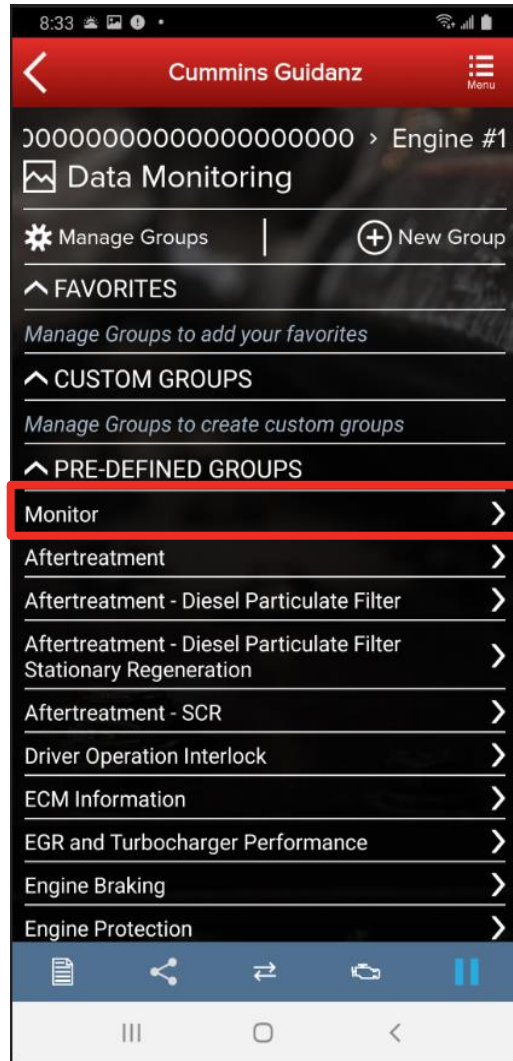 8:33
Cummins Guidanz
Menu
00000000000000000000 > Engine #1
Data Monitoring
Manage Groups
New Group
FAVORITES
Manage Groups to add your favorites
CUSTOM GROUPS
Manage Groups to create custom groups
PRE-DEFINED GROUPS
Monitor
Aftertreatment
Aftertreatment - Diesel Particulate Filter
Aftertreatment - Diesel Particulate Filter
Stationary Regeneration
Aftertreatment - SCR
Driver Operation Interlock
ECM Information
EGR and Turbocharger Performance
Engine Braking
Engine Protection